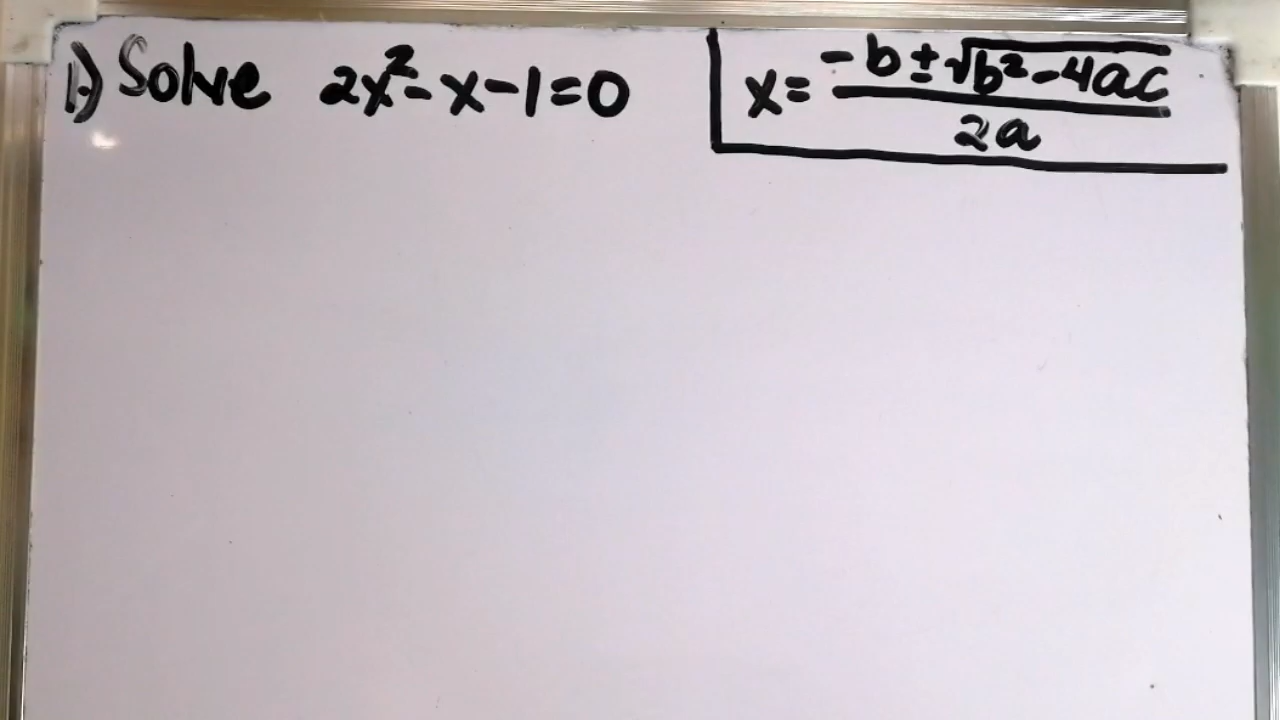 1.) Solve 2x²-x-1=0
x= -b±√b²-4ac
2a